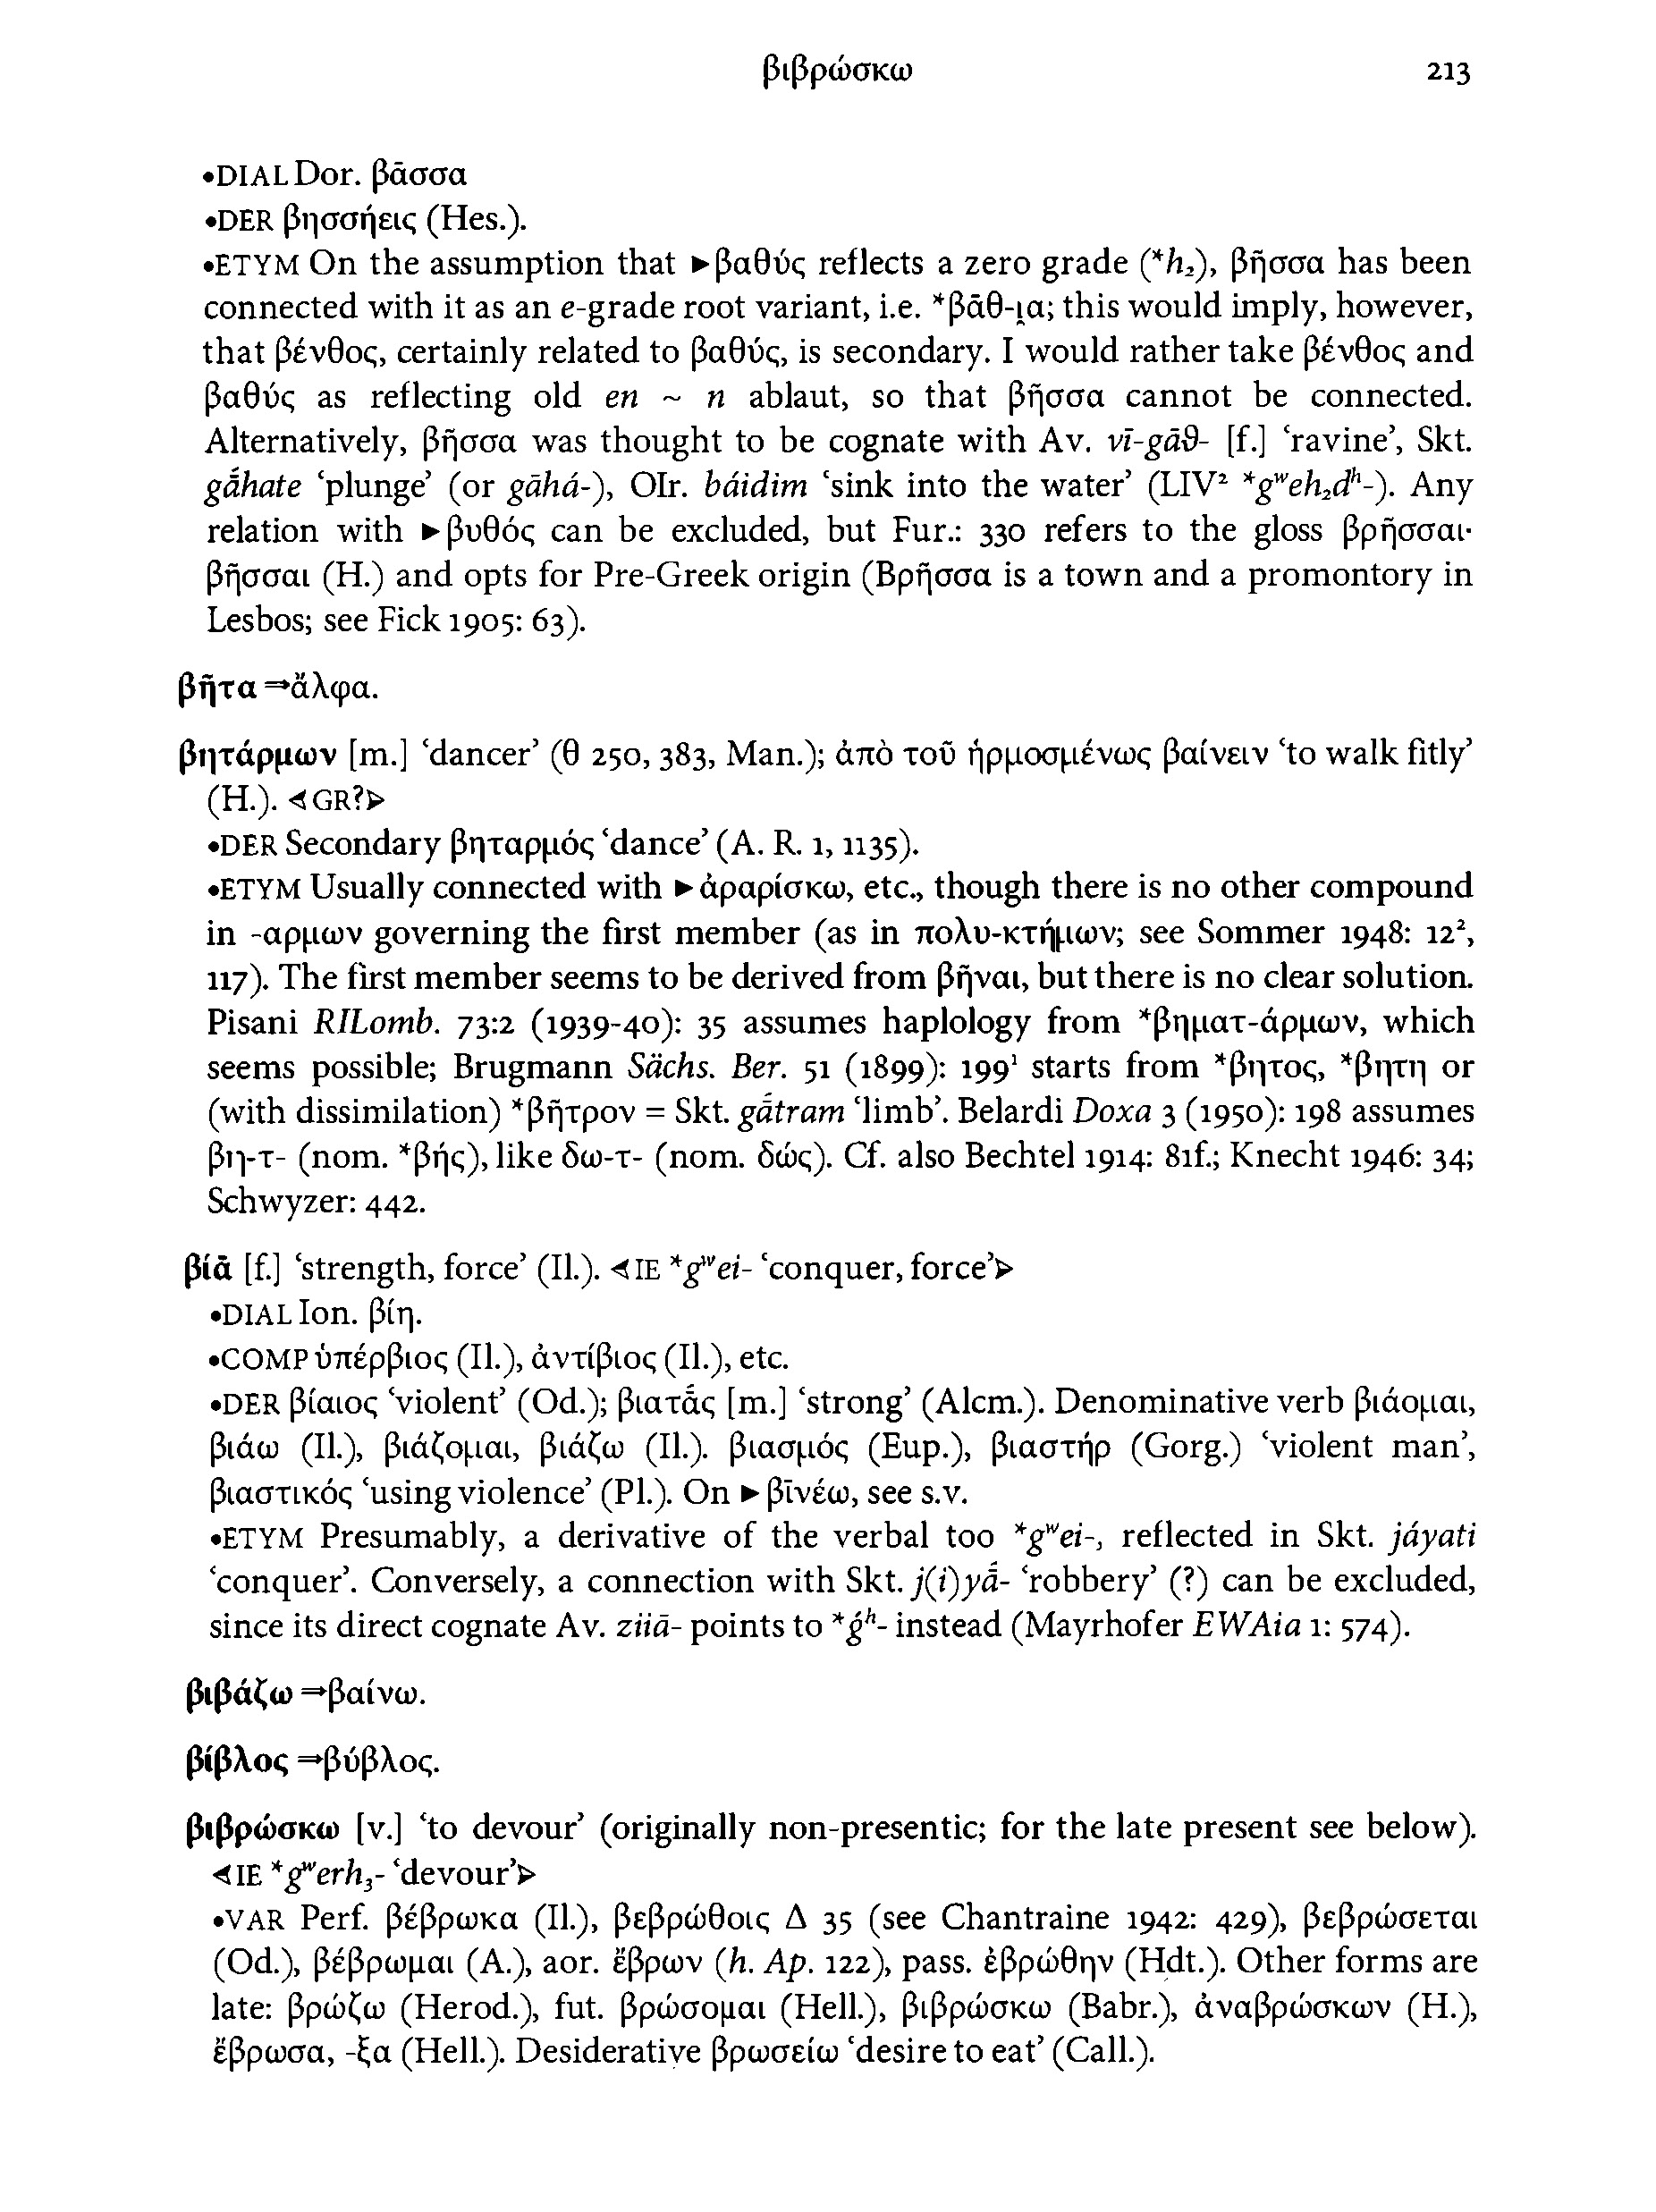 βιβρώσκω 213
•DIAL Dor. βᾶσσα
•DER βησσήεις (Hes.).
•ETYM On the assumption that ►βαθύς reflects a zero grade (*h₂), βῆσσα has been
connected with it as an e-grade root variant, i.e. *βᾱθ-ι̯α; this would imply, however,
that βένθος, certainly related to βαθύς, is secondary. I would rather take βένθος and
βαθύς as reflecting old en ~ n ablaut, so that βῆσσα cannot be connected.
Alternatively, βῆσσα was thought to be cognate with Av. vī-gāϑ- [f.] ‘ravine’, Skt.
gā́hate ‘plunge’ (or gāhá-), OIr. báidim ‘sink into the water’ (LIV² *gʷeh₂dʰ-). Any
relation with ►βυθός can be excluded, but Fur.: 330 refers to the gloss βρῆσσαι·
βῆσσαι (H.) and opts for Pre-Greek origin (Βρῆσσα is a town and a promontory in
Lesbos; see Fick 1905: 63).
βῆτα ⇒ἄλφα.
βητάρμων [m.] ‘dancer’ (θ 250, 383, Man.); ἀπὸ τοῦ ἡρμοσμένως βαίνειν ‘to walk fitly’
(H.). ◁GR?▷
•DER Secondary βηταρμός ‘dance’ (A. R. 1, 1135).
•ETYM Usually connected with ►ἀραρίσκω, etc., though there is no other compound
in -αρμων governing the first member (as in πολυ-κτήμων; see Sommer 1948: 12²,
117). The first member seems to be derived from βῆναι, but there is no clear solution.
Pisani RILomb. 73:2 (1939-40): 35 assumes haplology from *βηματ-άρμων, which
seems possible; Brugmann Sächs. Ber. 51 (1899): 199¹ starts from *βητος, *βητη or
(with dissimilation) *βῆτρον = Skt. gā́tram ‘limb’. Belardi Doxa 3 (1950): 198 assumes
βη-τ- (nom. *βής), like δω-τ- (nom. δώς). Cf. also Bechtel 1914: 81f.; Knecht 1946: 34;
Schwyzer: 442.
βίᾱ [f.] ‘strength, force’ (Il.). ◁IE *gʷei- ‘conquer, force’▷
•DIAL Ion. βίη.
•COMP ὑπέρβιος (Il.), ἀντίβιος (Il.), etc.
•DER βίαιος ‘violent’ (Od.); βιατάς [m.] ‘strong’ (Alcm.). Denominative verb βιάομαι,
βιάω (Il.), βιάζομαι, βιάζω (Il.). βιασμός (Eup.), βιαστήρ (Gorg.) ‘violent man’,
βιαστικός ‘using violence’ (Pl.). On ►βῑνέω, see s.v.
•ETYM Presumably, a derivative of the verbal too *gʷei-, reflected in Skt. jáyati
‘conquer’. Conversely, a connection with Skt. j(i)yā́- ‘robbery’ (?) can be excluded,
since its direct cognate Av. ziiā- points to *ǵʰ- instead (Mayrhofer EWAia 1: 574).
βιβάζω ⇒βαίνω.
βίβλος ⇒βύβλος.
βιβρώσκω [v.] ‘to devour’ (originally non-presentic; for the late present see below).
◁IE *gʷerh₃- ‘devour’▷
•VAR Perf. βέβρωκα (Il.), βεβρώθοις Δ 35 (see Chantraine 1942: 429), βεβρώσεται
(Od.), βέβρωμαι (A.), aor. ἔβρων (h. Ap. 122), pass. ἐβρώθην (Hdt.). Other forms are
late: βρώζω (Herod.), fut. βρώσομαι (Hell.), βιβρώσκω (Babr.), ἀναβρώσκων (H.),
ἔβρωσα, -ξα (Hell.). Desiderative βρωσείω ‘desire to eat’ (Call.).